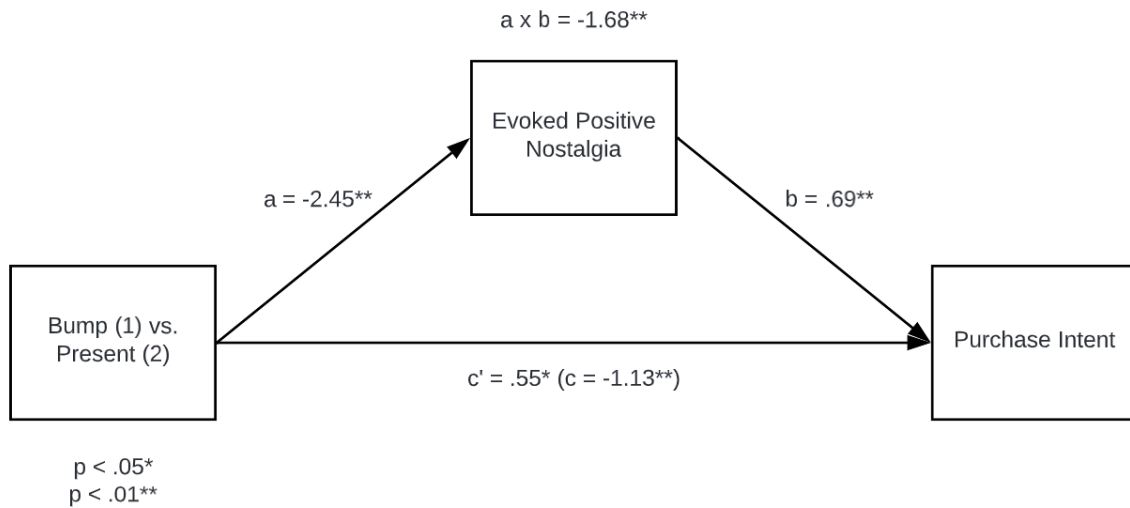 a x b = -1.68**
Evoked Positive
Nostalgia
a = -2.45**
b = .69**
Bump (1) vs.
Present (2)
Purchase Intent
c' = .55* (c = -1.13**)
p < .05*
p < .01**